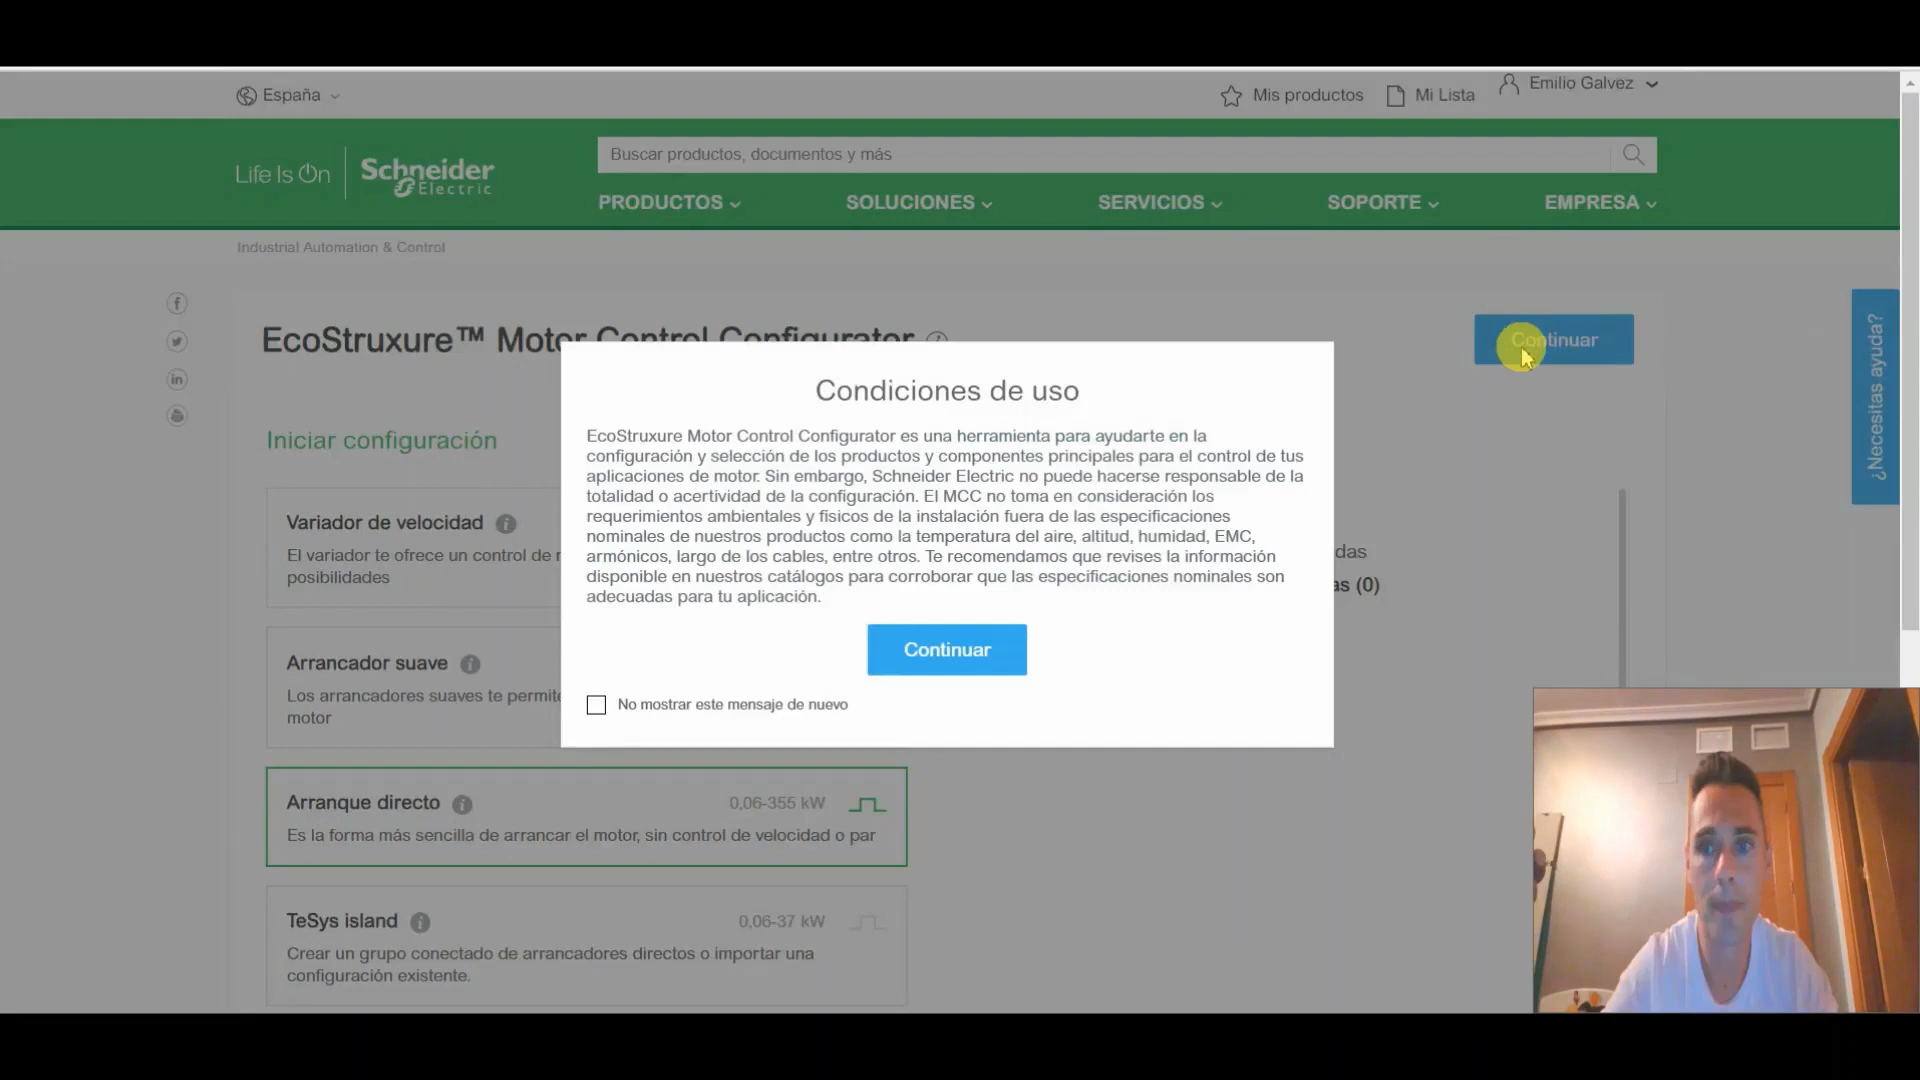 España
Mis productos
Mi Lista
Emilio Galvez
Life Is On
Schneider
Electric
Buscar productos, documentos y más
PRODUCTOS
SOLUCIONES
SERVICIOS
SOPORTE
EMPRESA
Industrial Automation & Control
EcoStruxure™ Motor Control Configurator
Continuar
¿Necesitas ayuda?
Iniciar configuración
Variador de velocidad
El variador te ofrece un control de
posibilidades
Arrancador suave
Los arrancadores suaves te permite
motor
Arranque directo
0,06-355 kW
Es la forma más sencilla de arrancar el motor, sin control de velocidad o par
TeSys island
0,06-37 kW
Crear un grupo conectado de arrancadores directos o importar una
configuración existente.
das
as (0)
Condiciones de uso
EcoStruxure Motor Control Configurator es una herramienta para ayudarte en la
configuración y selección de los productos y componentes principales para el control de tus
aplicaciones de motor. Sin embargo, Schneider Electric no puede hacerse responsable de la
totalidad o acertividad de la configuración. El MCC no toma en consideración los
requerimientos ambientales y fisicos de la instalación fuera de las especificaciones
nominales de nuestros productos como la temperatura del aire, altitud, humidad, EMC,
armónicos, largo de los cables, entre otros. Te recomendamos que revises la información
disponible en nuestros catálogos para corroborar que las especificaciones nominales son
adecuadas para tu aplicación.
Continuar
No mostrar este mensaje de nuevo